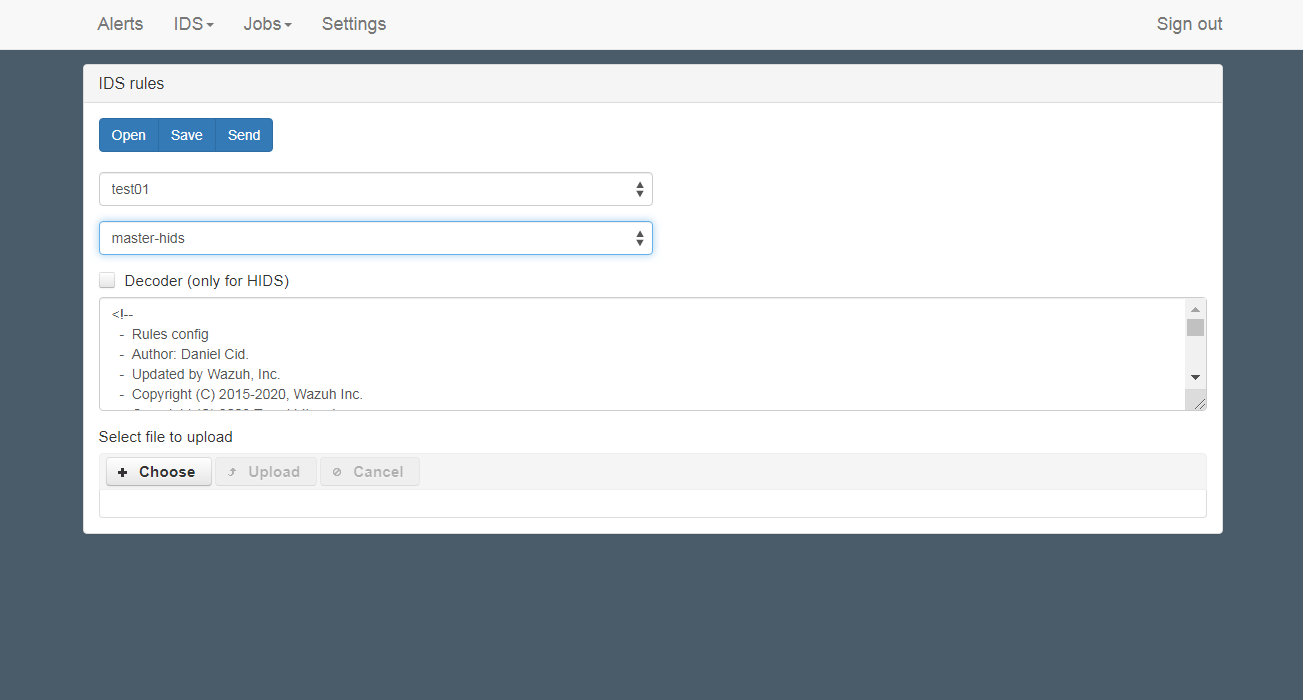 Alerts IDS Jobs Settings Sign out
IDS rules
Open Save Send
test01
master-hids
Decoder (only for HIDS)
<!--
- Rules config
- Author: Daniel Cid.
- Updated by Wazuh, Inc.
- Copyright (C) 2015-2020, Wazuh Inc.
Select file to upload
Choose Upload Cancel